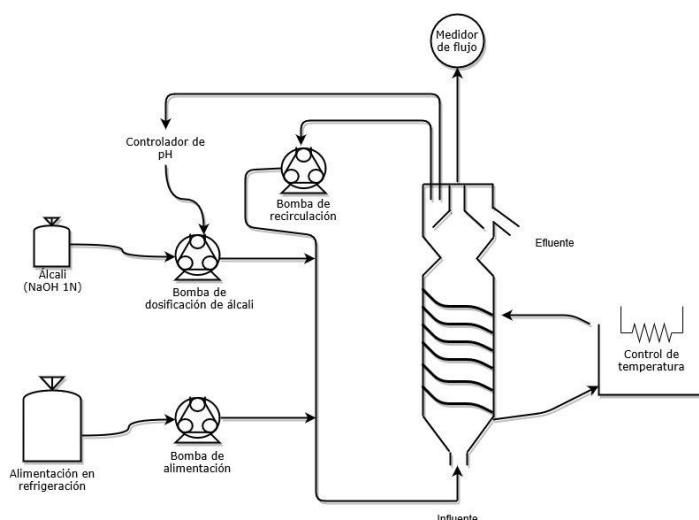 Medidor
de flujo
Controlador de
pH
Bomba de
recirculación
Efluente
Álcali
(NaOH 1N)
Bomba de
dosificación de álcali
Control de
temperatura
Alimentación en
refrigeración
Bomba de
alimentación
Influente